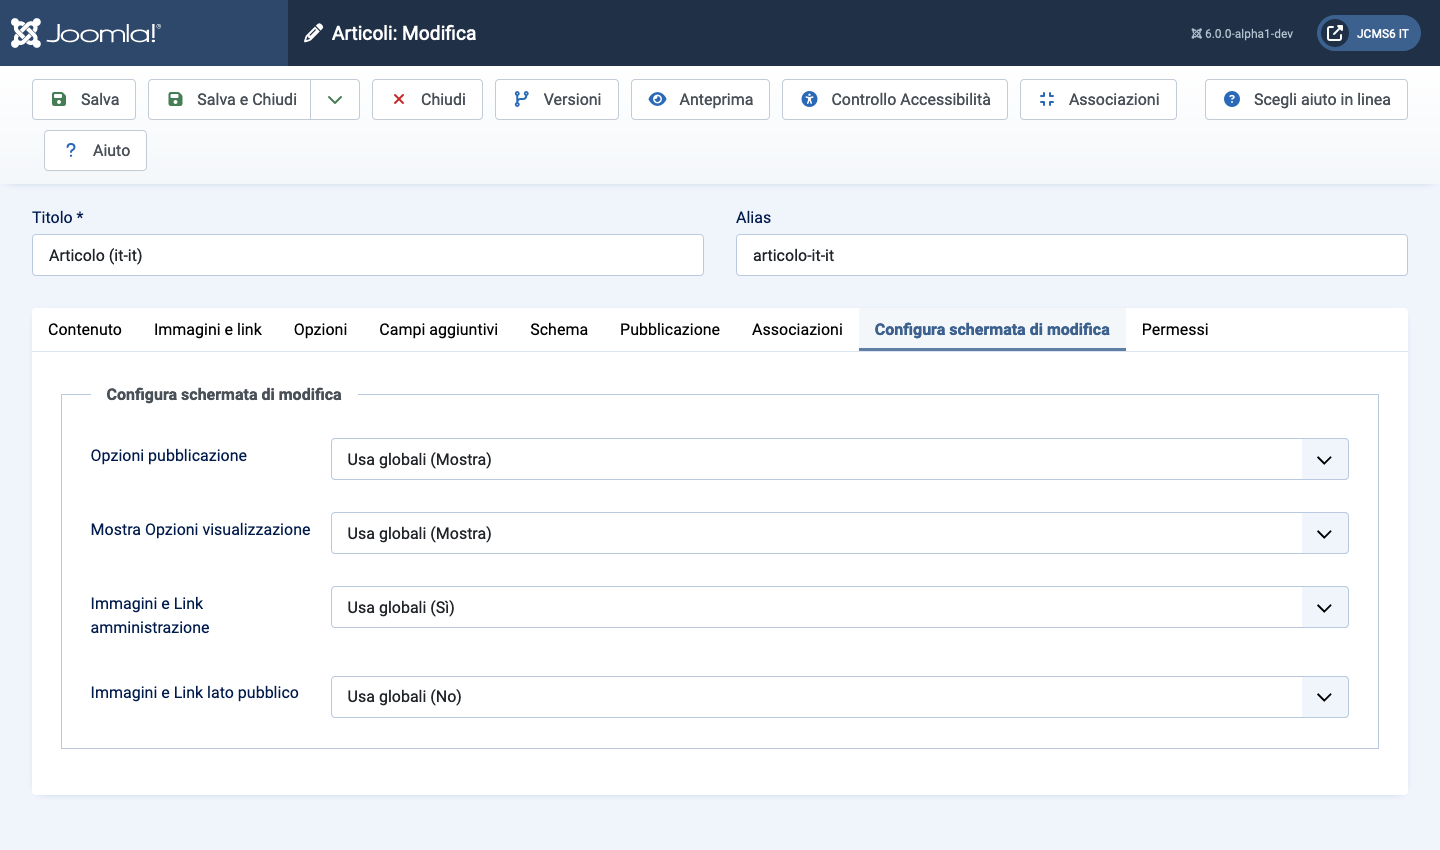 Joomla!®
Articoli: Modifica
6.0.0-alpha1-dev
JCMS6 IT
Salva
Salva e Chiudi
Chiudi
Versioni
Anteprima
Controllo Accessibilità
Associazioni
Scegli aiuto in linea
? Aiuto
Titolo *
Alias
Articolo (it-it)
articolo-it-it
Contenuto
Immagini e link
Opzioni
Campi aggiuntivi
Schema
Pubblicazione
Associazioni
Configura schermata di modifica
Permessi
Configura schermata di modifica
Opzioni pubblicazione
Usa globali (Mostra)
Mostra Opzioni visualizzazione
Usa globali (Mostra)
Immagini e Link
amministrazione
Usa globali (Sì)
Immagini e Link lato pubblico
Usa globali (No)